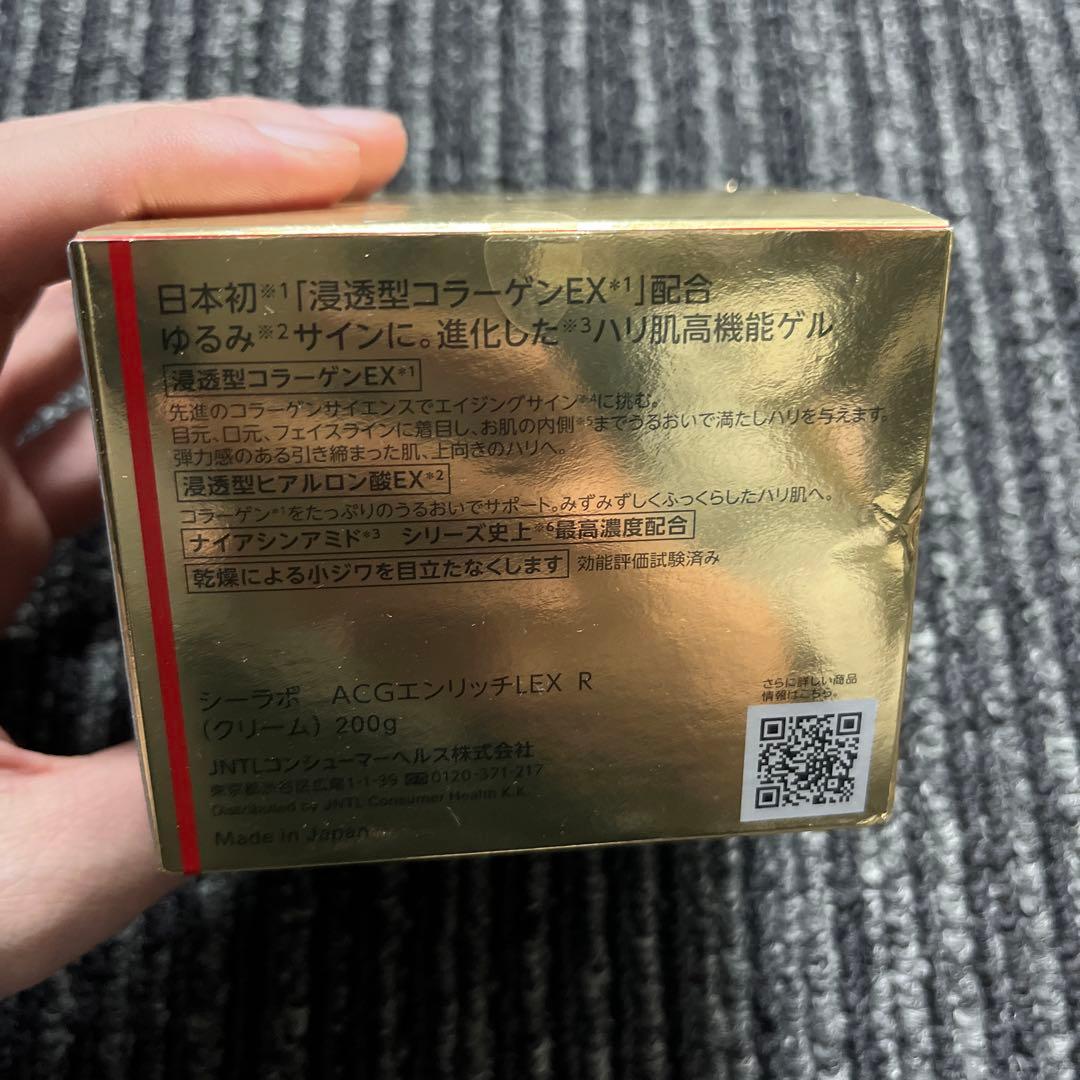 日本初※1「浸透型コラーゲンEX*1」配合
ゆるみ※2サインに。進化した※3ハリ肌高機能ゲル
浸透型コラーゲンEX*1
先進のコラーゲンサイエンスでエイジングサイン※4に挑む。
目元、口元、フェイスラインに着目し、お肌の内側※5までうるおいで満たしハリを与えます。
弾力感のある引き締まった肌、上向きのハリへ。
浸透型ヒアルロン酸EX*2
コラーゲン*1をたっぷりのうるおいでサポート。みずみずしくふっくらしたハリ肌へ。
ナイアシンアミド*3 シリーズ史上※6最高濃度配合
乾燥による小ジワを目立たなくします 効能評価試験済み
シーラボ ACGエンリッチLEX R
(クリーム) 200g
JNTLコンシューマーヘルス株式会社
東京都渋谷区広尾1-1-39 0120-371-217
Distributed by JNTL Consumer Health K.K.
Made in Japan
さらに詳しい商品
情報はこちら。